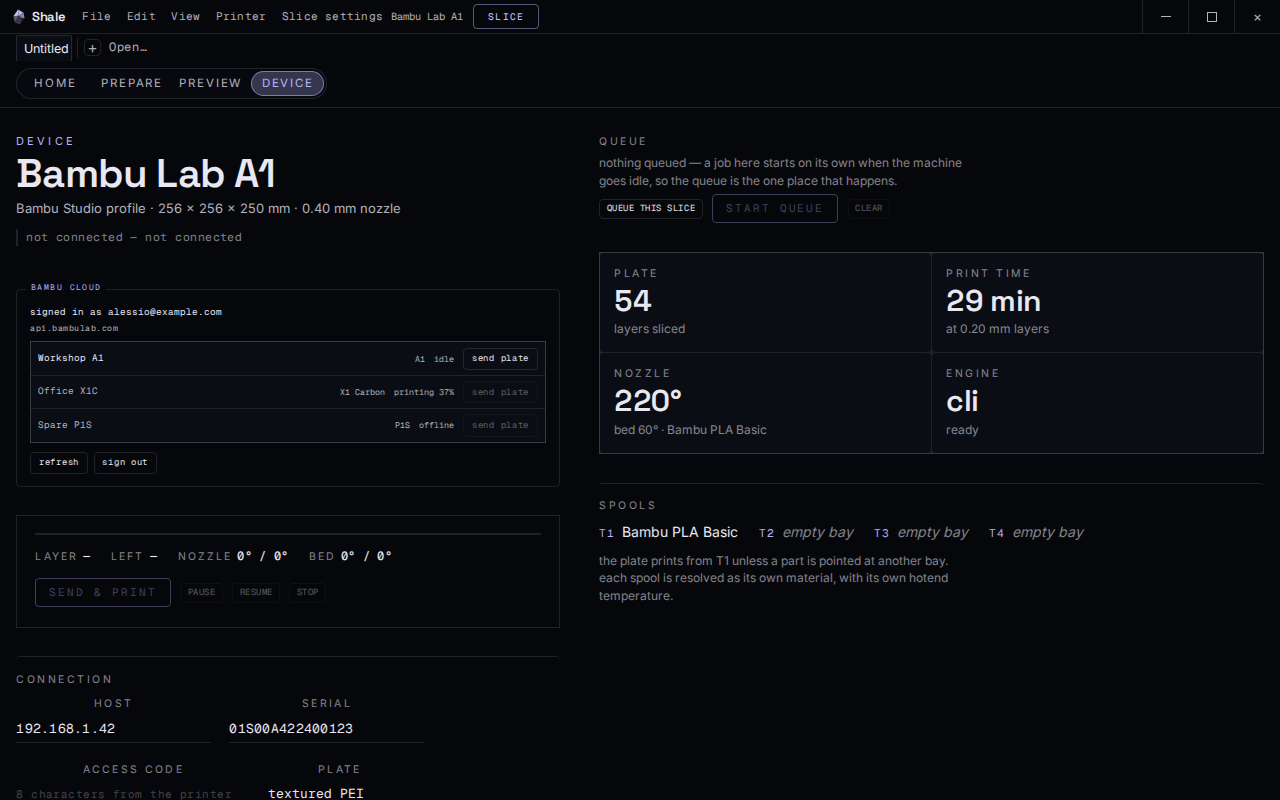 Shale File Edit View Printer Slice settings Bambu Lab A1 SLICE
Untitled + Open…
HOME PREPARE PREVIEW DEVICE
DEVICE
Bambu Lab A1
Bambu Studio profile · 256 × 256 × 250 mm · 0.40 mm nozzle
not connected — not connected
BAMBU CLOUD
signed in as alessio@example.com
api.bambulab.com
Workshop A1 A1 idle send plate
Office X1C X1 Carbon printing 37% send plate
Spare P1S P1S offline send plate
refresh sign out
LAYER — LEFT — NOZZLE 0° / 0° BED 0° / 0°
SEND & PRINT PAUSE RESUME STOP
CONNECTION
HOST SERIAL
192.168.1.42 01S00A422400123
ACCESS CODE PLATE
8 characters from the printer textured PEI
QUEUE
nothing queued — a job here starts on its own when the machine
goes idle, so the queue is the one place that happens.
QUEUE THIS SLICE START QUEUE CLEAR
PLATE
54
layers sliced
PRINT TIME
29 min
at 0.20 mm layers
NOZZLE
220°
bed 60° · Bambu PLA Basic
ENGINE
cli
ready
SPOOLS
T1 Bambu PLA Basic T2 empty bay T3 empty bay T4 empty bay
the plate prints from T1 unless a part is pointed at another bay.
each spool is resolved as its own material, with its own hotend
temperature.